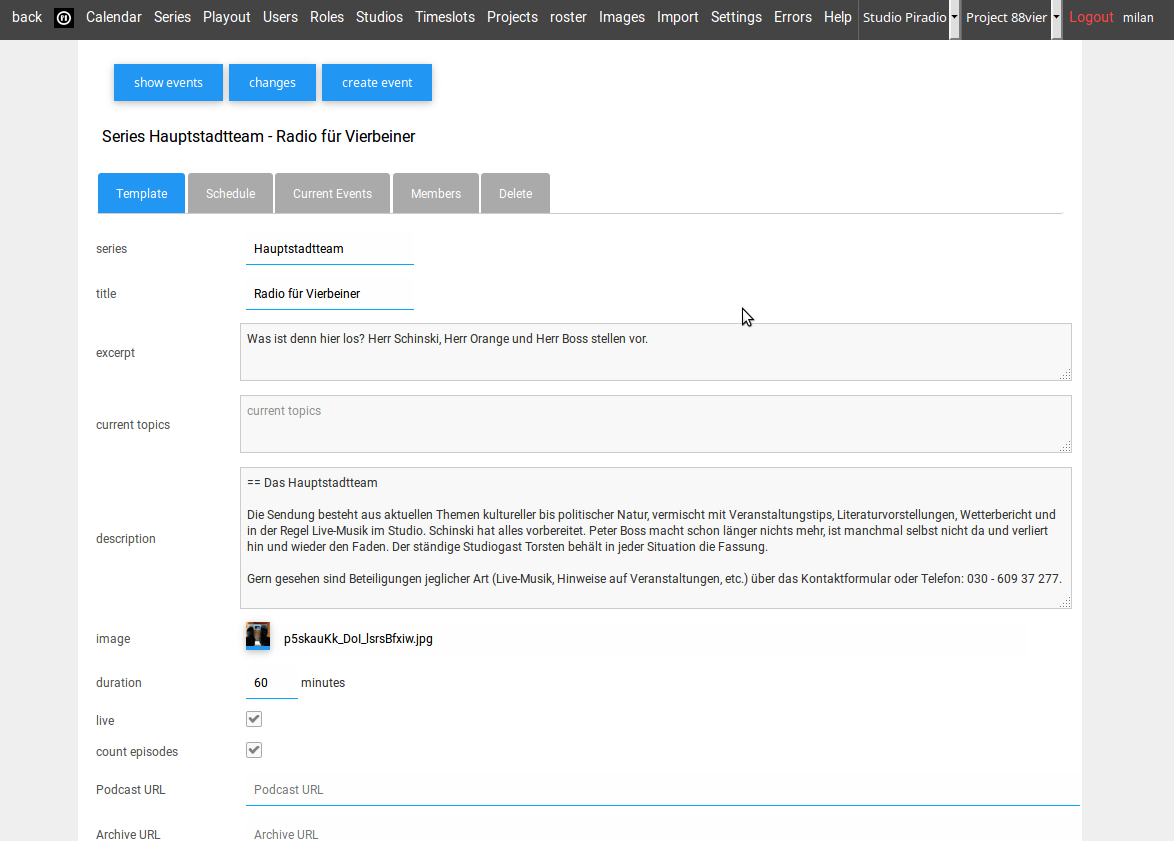 back Calendar Series Playout Users Roles Studios Timeslots Projects roster Images Import Settings Errors Help Studio Piradio Project 88vier Logout milan
show events changes create event
Series Hauptstadtteam - Radio für Vierbeiner
Template Schedule Current Events Members Delete
series Hauptstadtteam
title Radio für Vierbeiner
excerpt Was ist denn hier los? Herr Schinski, Herr Orange und Herr Boss stellen vor.
current topics current topics
== Das Hauptstadtteam
Die Sendung besteht aus aktuellen Themen kultureller bis politischer Natur, vermischt mit Veranstaltungstips, Literaturvorstellungen, Wetterbericht und
in der Regel Live-Musik im Studio. Schinski hat alles vorbereitet. Peter Boss macht schon länger nichts mehr, ist manchmal selbst nicht da und verliert
description
hin und wieder den Faden. Der ständige Studiogast Torsten behält in jeder Situation die Fassung.
Gern gesehen sind Beteiligungen jeglicher Art (Live-Musik, Hinweise auf Veranstaltungen, etc.) über das Kontaktformular oder Telefon: 030 - 609 37 277.
image p5skauKk_DoI_lsrsBfxiw.jpg
duration 60 minutes
live
count episodes
Podcast URL Podcast URL
Archive URL Archive URL